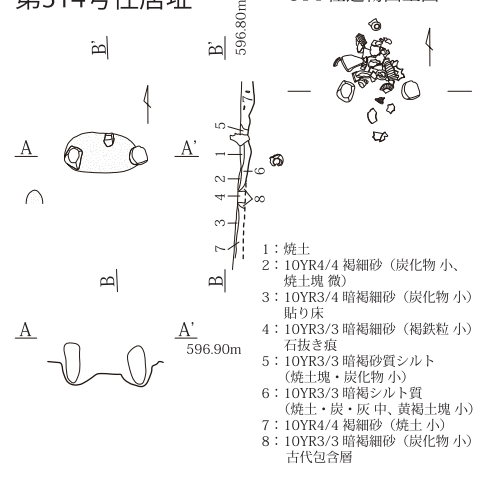 第514号住居址
B'
B'
596.80m
A
A'
7
5
1
2
4
3
7
6
8
B
B
A
A'
596.90m
1：焼土
2：10YR4/4 褐細砂（炭化物 小、
焼土塊 微）
3：10YR3/4 暗褐細砂（炭化物 小）
貼り床
4：10YR3/3 暗褐細砂（褐鉄粒 小）
石抜き痕
5：10YR3/3 暗褐砂質シルト
（焼土塊・炭化物 小）
6：10YR3/3 暗褐シルト質
（焼土・炭・灰 中、黄褐土塊 小）
7：10YR4/4 褐細砂（焼土 小）
8：10YR3/3 暗褐細砂（炭化物 小）
古代包含層